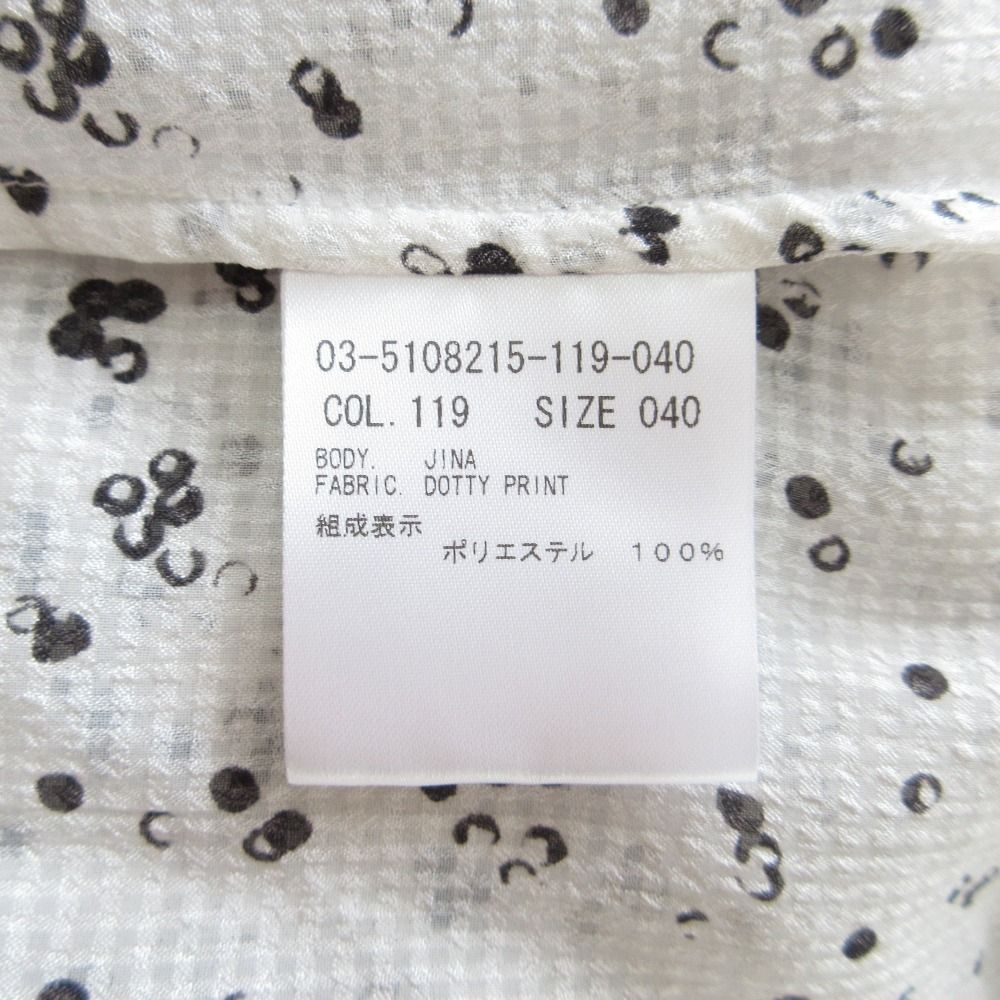 03-5108215-119-040
COL. 119 SIZE 040
BODY. JINA
FABRIC. DOTTY PRINT
組成表示
ポリエステル １００％